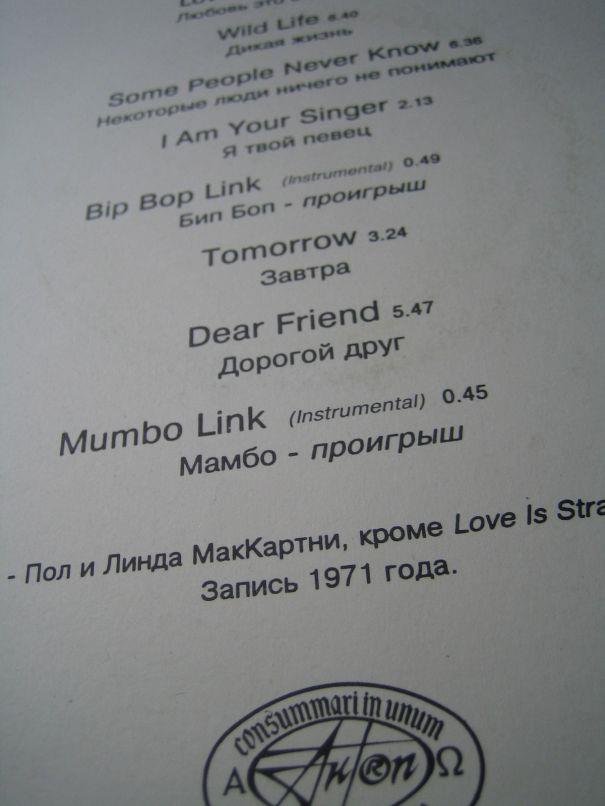 Wild Life 6.40
Дикая жизнь
Some People Never Know 6.36
Некоторые люди ничего не понимают
I Am Your Singer 2.13
Я твой певец
Bip Bop Link (Instrumental) 0.49
Бип Боп - проигрыш
Tomorrow 3.24
Завтра
Dear Friend 5.47
Дорогой друг
Mumbo Link (Instrumental) 0.45
Мамбо - проигрыш
- Пол и Линда МакКартни, кроме Love Is Stra
Запись 1971 года.
consummari in unum
A Antrop Ω